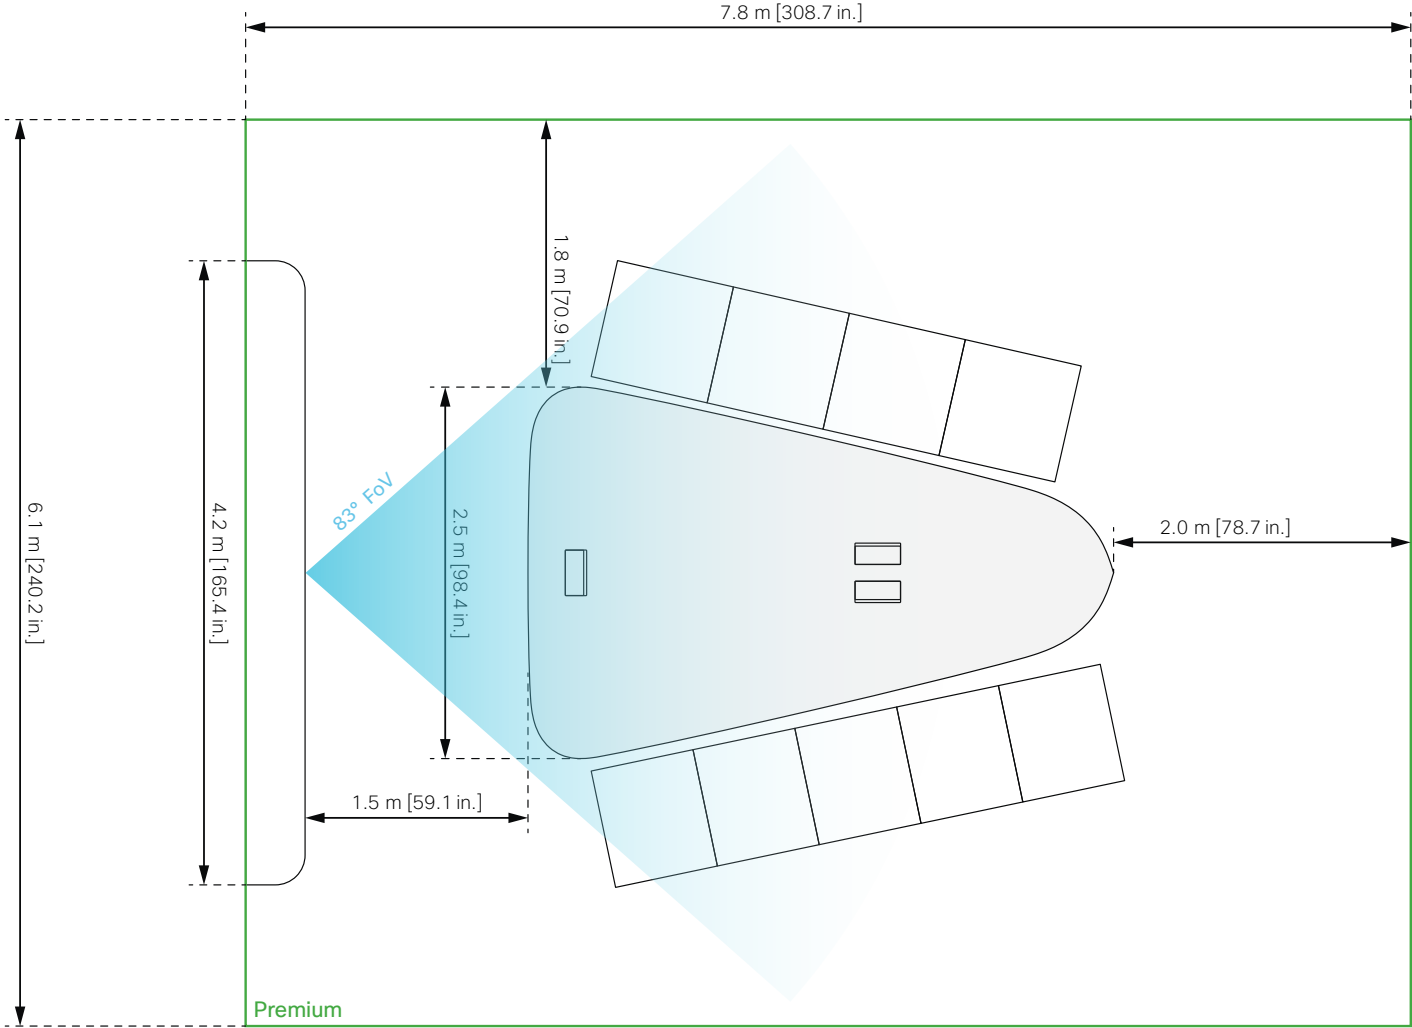 7.8 m [308.7 in.]
1.8 m [70.9 in.]
83° FoV
6.1 m [240.2 in.]
4.2 m [165.4 in.]
2.5 m [98.4 in.]
2.0 m [78.7 in.]
1.5 m [59.1 in.]
Premium